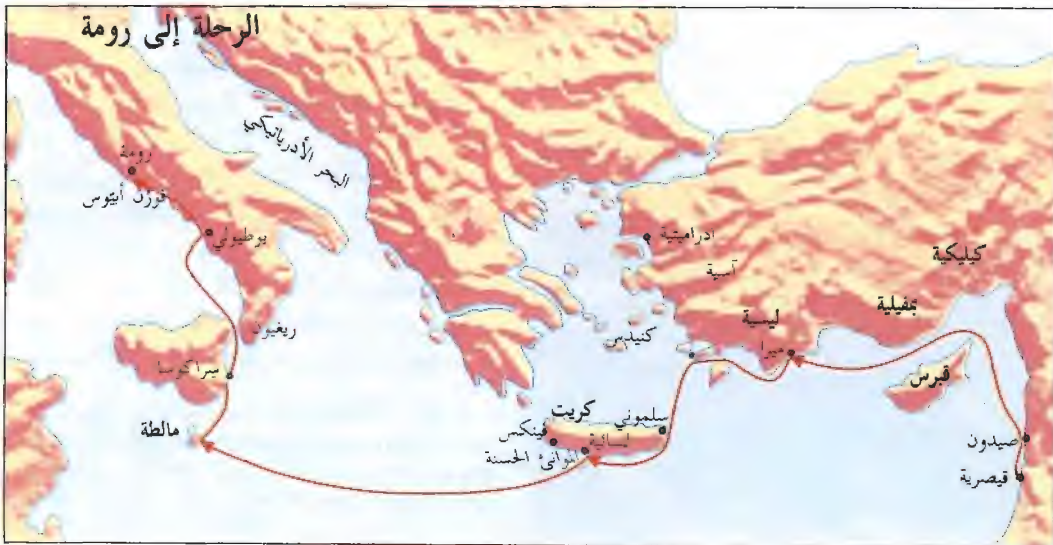 الرحلة إلى رومة
البحر الأدرياتيكي
رومة
فورن أبيوس
بوطيولي
ريغيون
سيراكوسا
مالطة
ادراميتية
آسية
كيليكية
بمفيلية
ليسية
ميرا
كنيدس
قبرس
كريت
سلموني
فينكس
لسائية
الموانئ الحسنة
صيدون
قيصرية